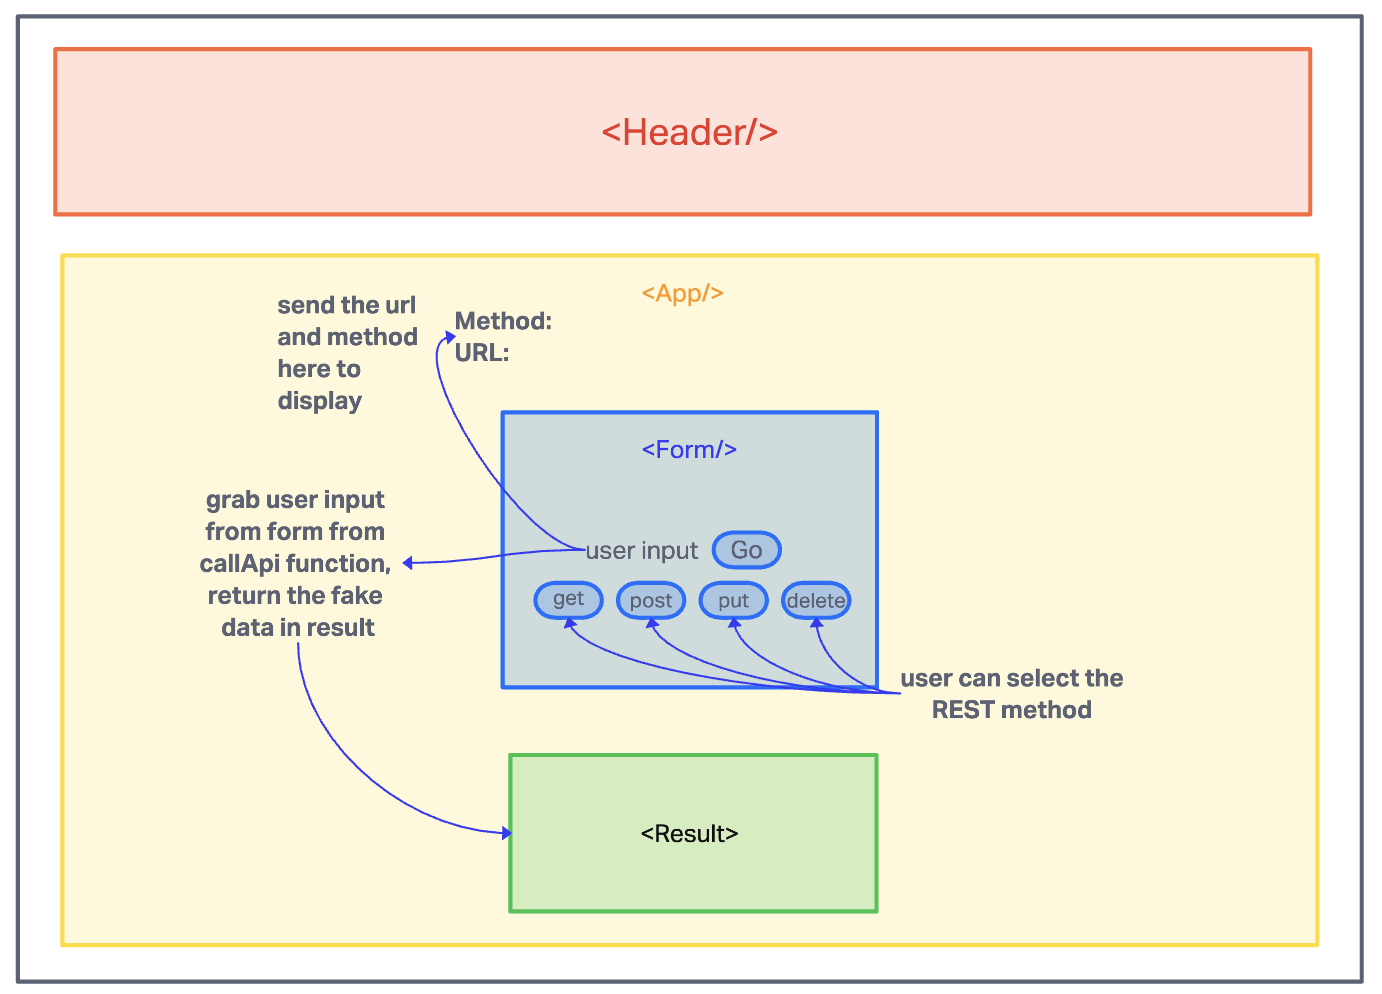 <Header/>
<App/>
send the url
and method
here to
display
Method:
URL:
<Form/>
grab user input
from form from
callApi function,
return the fake
data in result
user input
Go
get
post
put
delete
user can select the
REST method
<Result>